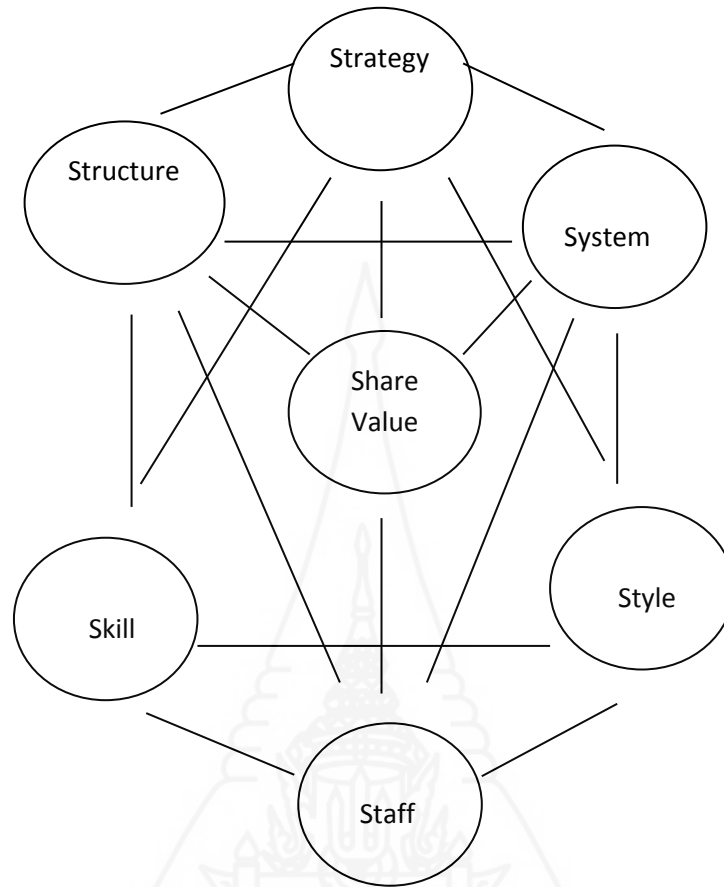 Strategy
Structure
System
Share
Value
Style
Skill
Staff